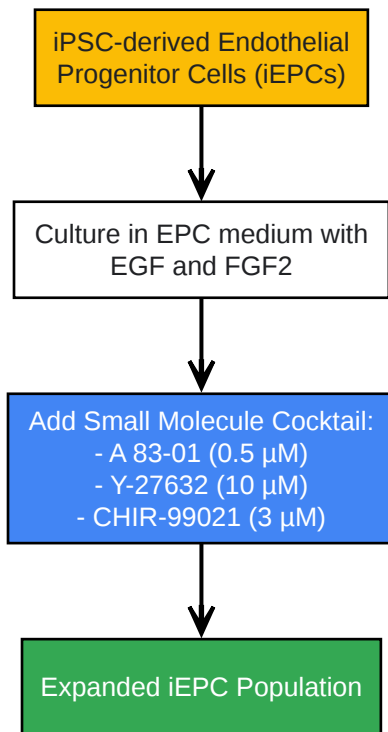 iPSC-derived Endothelial
Progenitor Cells (iEPCs)
Culture in EPC medium with
EGF and FGF2
Add Small Molecule Cocktail:
- A 83-01 (0.5 µM)
- Y-27632 (10 µM)
- CHIR-99021 (3 µM)
Expanded iEPC Population